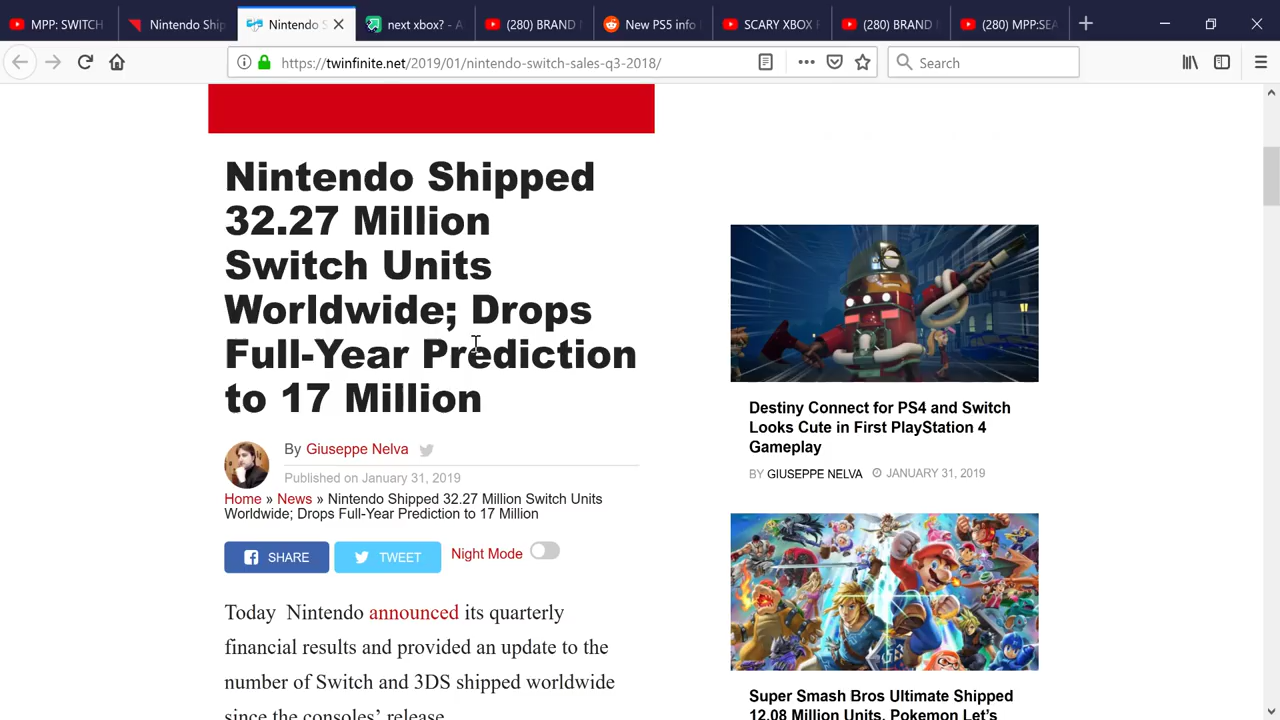 MPP: SWITCH
Nintendo Ship
Nintendo S
next xbox? - A
(280) BRAND
New PS5 info
SCARY XBOX
(280) BRAND
(280) MPP:SEA
https://twinfinite.net/2019/01/nintendo-switch-sales-q3-2018/
Search
Nintendo Shipped
32.27 Million
Switch Units
Worldwide; Drops
Full-Year Prediction
to 17 Million
By Giuseppe Nelva
Published on January 31, 2019
Home » News » Nintendo Shipped 32.27 Million Switch Units
Worldwide; Drops Full-Year Prediction to 17 Million
SHARE
TWEET
Night Mode
Today Nintendo announced its quarterly
financial results and provided an update to the
number of Switch and 3DS shipped worldwide
since the consoles' release.
Destiny Connect for PS4 and Switch
Looks Cute in First PlayStation 4
Gameplay
BY GIUSEPPE NELVA JANUARY 31, 2019
Super Smash Bros Ultimate Shipped
12.08 Million Units, Pokemon Let's